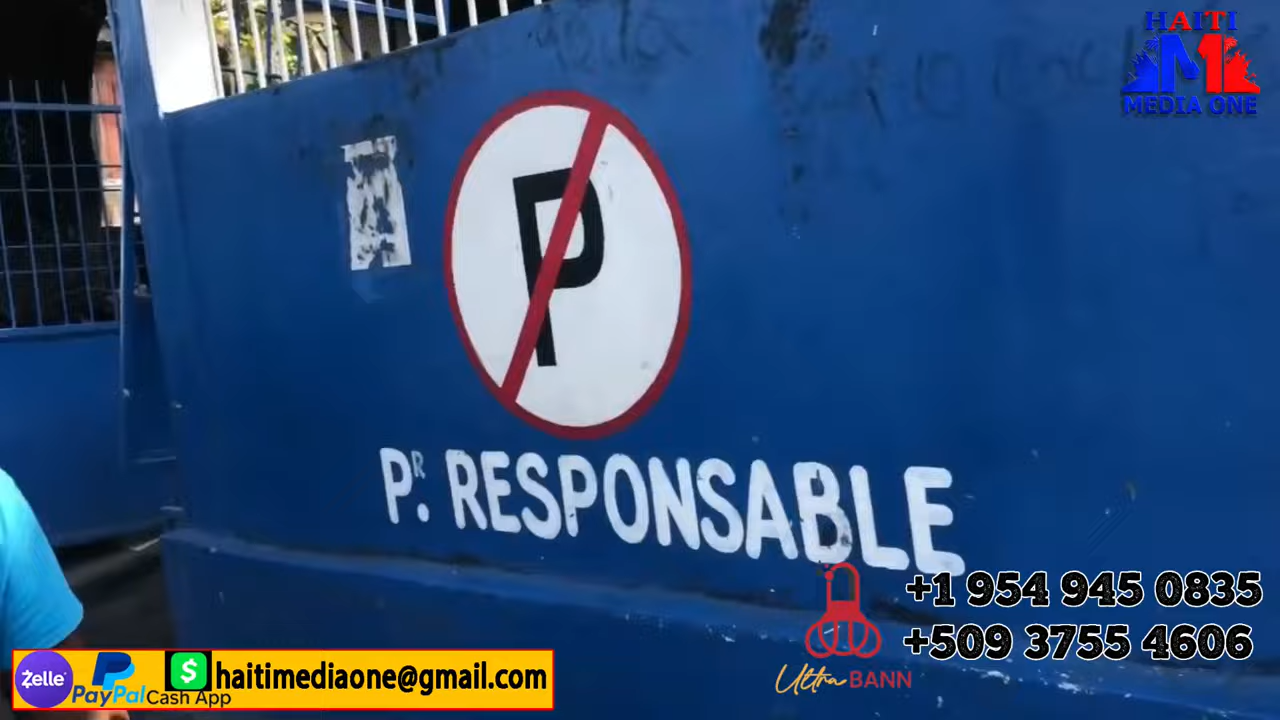 HAITI
M1
MEDIA ONE
P
Pr. RESPONSABLE
+1 954 945 0835
+509 3755 4606
Ultra BANN
Zelle
PayPal
$
Cash App
haitimediaone@gmail.com